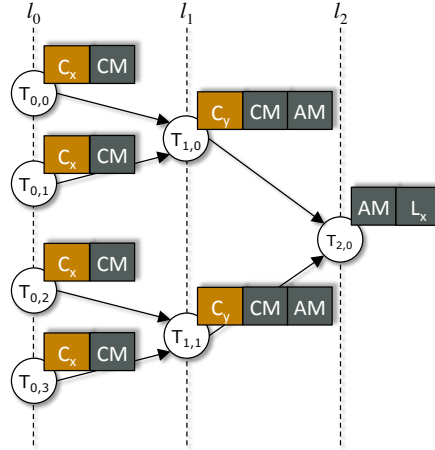 l0 l1 l2
Cx CM
T0,0
Cy CM AM
T1,0
Cx CM
T0,1
AM Lx
T2,0
Cx CM
T0,2
Cy CM AM
T1,1
Cx CM
T0,3